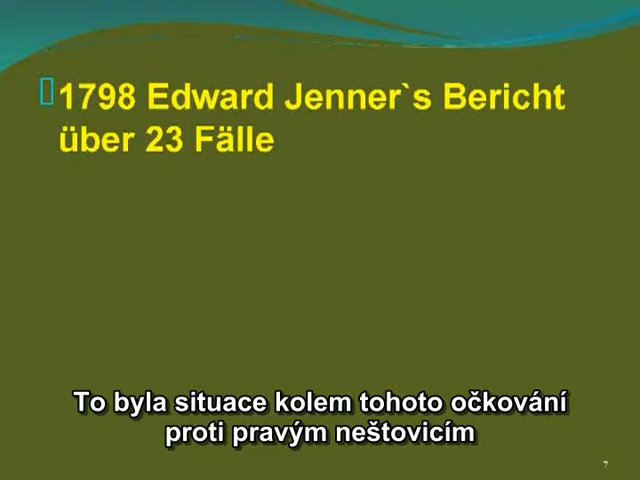 1798 Edward Jenner`s Bericht
über 23 Fälle
To byla situace kolem tohoto očkování
proti pravým neštovicím
7